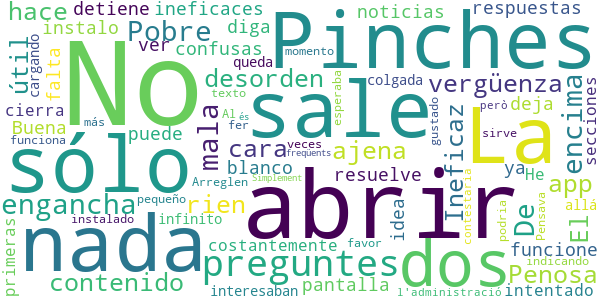 No
Pinches
abrir
nada
sólo
sale
La
dos
preguntes
engancha
contenido
cara
mala
rien
ajena
desorden
Pobre
vergüenza
encima
app
El
De
Penosa
Ineficaz
útil
hace
detiene
ineficaces
diga
noticias
respuestas
instalo
ver
confusas
cargando
falta
queda
momento
colgada
texto
esperaba
gustado
però
deja
secciones
cierra
Buena
puede
funciona
más
Al
és
fer
veces
frequents
sirve
Arreglen
blanco
resuelve
ya
He
Simplement
idea
contestaria
podria
Pensava
allá
funcione
primeras
instalado
pequeño
infinito
costantemente
favor
pantalla
interesaban
l'administració
indicando
intentado